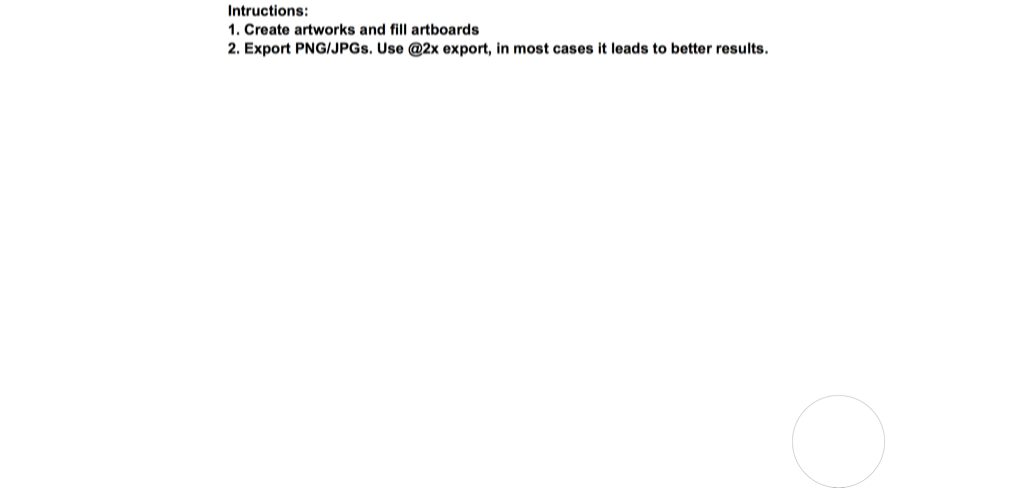 Intructions:
1. Create artworks and fill artboards
2. Export PNG/JPGs. Use @2x export, in most cases it leads to better results.